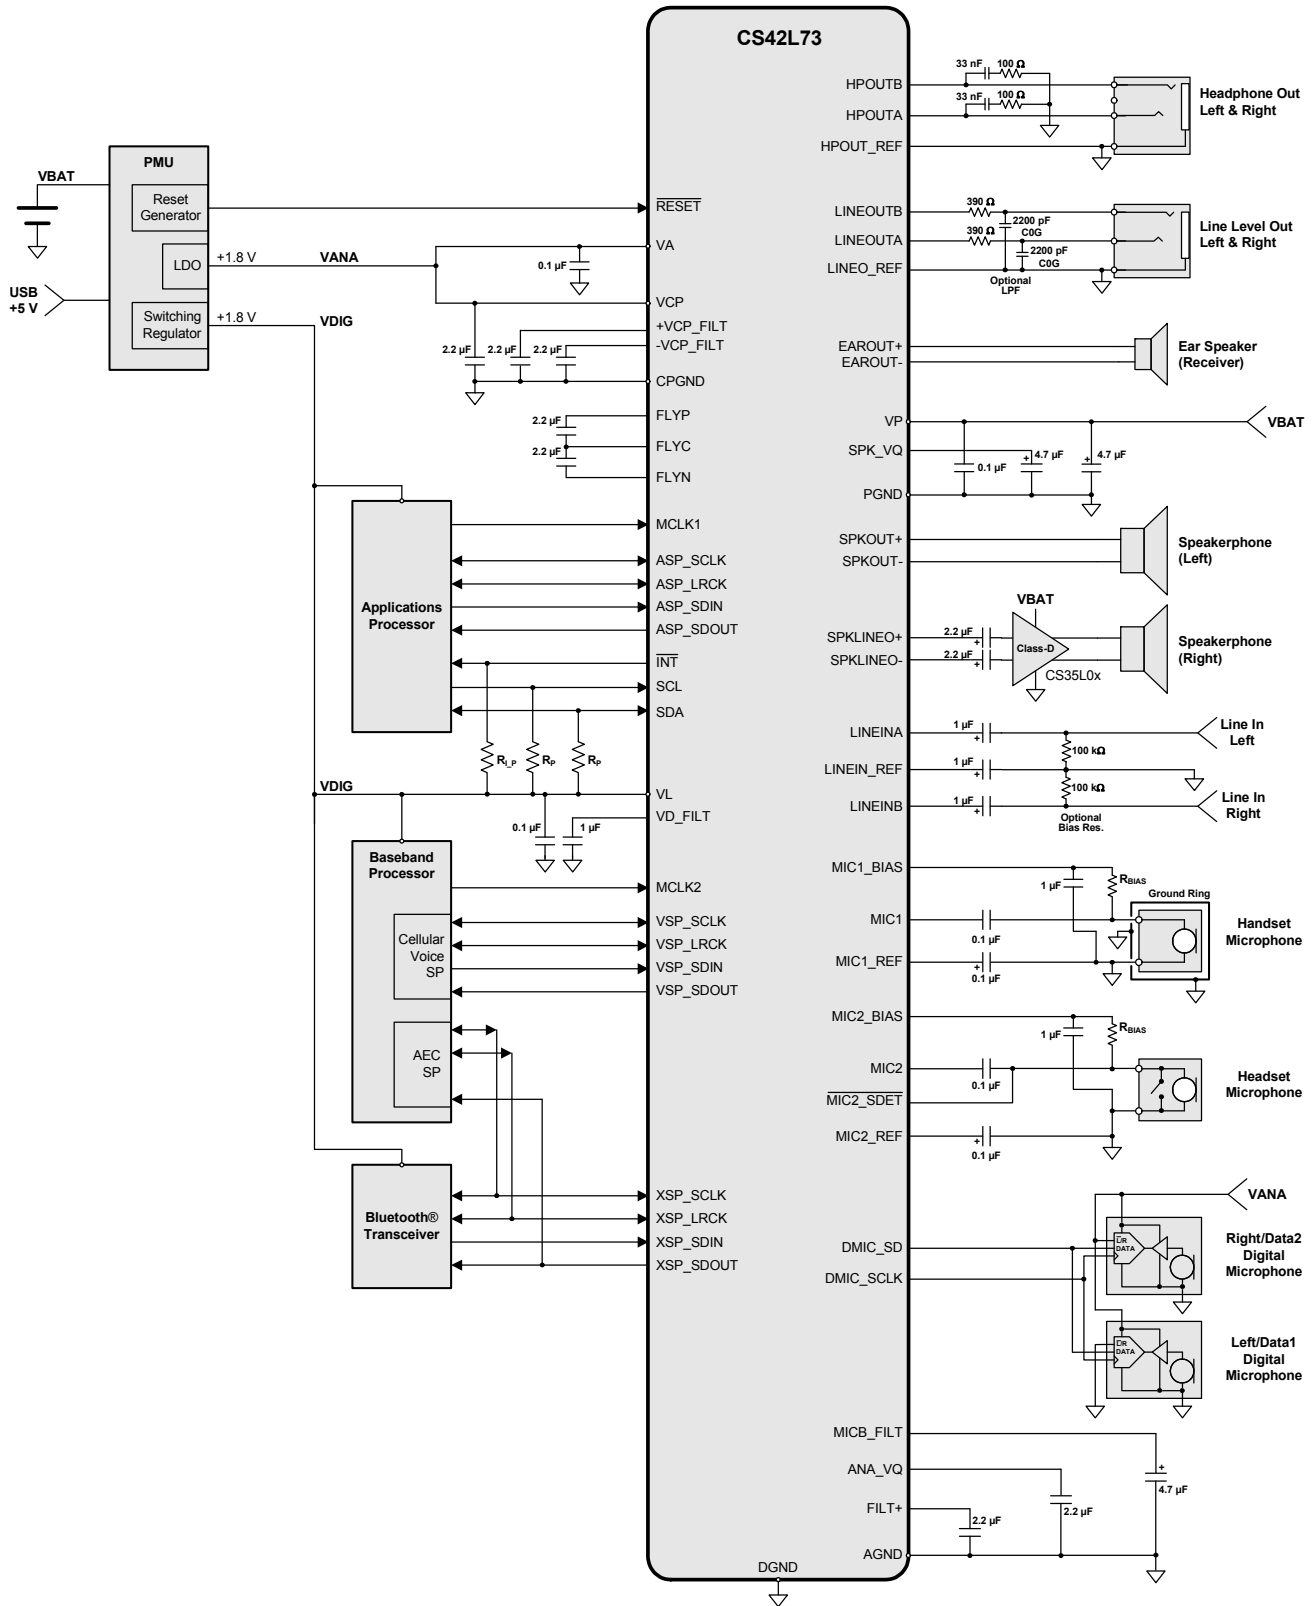 CS42L73
PMU
VBAT
Reset
Generator
LDO
+1.8 V
VANA
USB
+5 V
Switching
Regulator
+1.8 V
VDIG
RESET
VA
0.1 µF
VCP
+VCP_FILT
-VCP_FILT
2.2 µF
2.2 µF
2.2 µF
CPGND
FLYP
2.2 µF
FLYC
2.2 µF
FLYN
Applications
Processor
MCLK1
ASP_SCLK
ASP_LRCK
ASP_SDIN
ASP_SDOUT
INT
SCL
SDA
RI_P
RP
RP
VDIG
VL
VD_FILT
0.1 µF
1 µF
Baseband
Processor
MCLK2
Cellular
Voice
SP
VSP_SCLK
VSP_LRCK
VSP_SDIN
VSP_SDOUT
AEC
SP
Bluetooth®
Transceiver
XSP_SCLK
XSP_LRCK
XSP_SDIN
XSP_SDOUT
DGND
HPOUTB
33 nF
100 Ω
HPOUTA
33 nF
100 Ω
HPOUT_REF
Headphone Out
Left & Right
LINEOUTB
390 Ω
2200 pF
C0G
LINEOUTA
390 Ω
2200 pF
C0G
LINEO_REF
Optional
LPF
Line Level Out
Left & Right
EAROUT+
EAROUT-
Ear Speaker
(Receiver)
VP
VBAT
SPK_VQ
0.1 µF
+
4.7 µF
+
4.7 µF
PGND
SPKOUT+
SPKOUT-
Speakerphone
(Left)
VBAT
SPKLINEO+
2.2 µF
+
SPKLINEO-
2.2 µF
+
Class-D
CS35L0x
Speakerphone
(Right)
LINEINA
1 µF
+
Line In
Left
100 kΩ
LINEIN_REF
1 µF
+
100 kΩ
LINEINB
1 µF
+
Optional
Bias Res.
Line In
Right
MIC1_BIAS
1 µF
RBIAS
Ground Ring
MIC1
0.1 µF
MIC1_REF
+
0.1 µF
Handset
Microphone
MIC2_BIAS
1 µF
RBIAS
MIC2
0.1 µF
MIC2_SDET
MIC2_REF
+
0.1 µF
Headset
Microphone
VANA
DMIC_SD
DMIC_SCLK
L/R
DATA
Right/Data2
Digital
Microphone
L/R
DATA
Left/Data1
Digital
Microphone
MICB_FILT
+
4.7 µF
ANA_VQ
2.2 µF
FILT+
2.2 µF
AGND